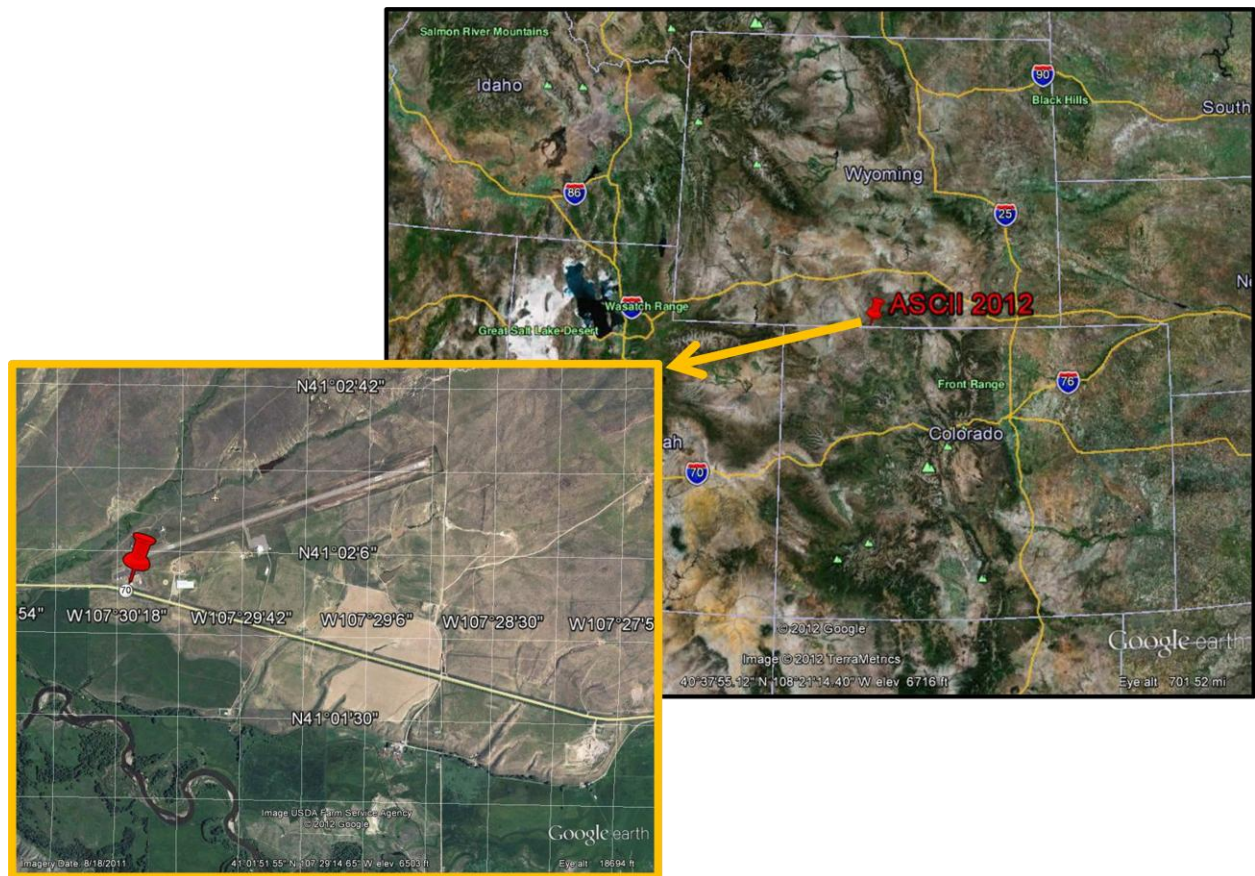 Salmon River Mountains
Idaho
90
Black Hills
South
Wyoming
86
25
ASCII 2012
Wasatch Range
Great Salt Lake Desert
Front Range
76
Colorado
ah
70
© 2012 Google
Image © 2012 TerraMetrics
Google earth
40°37'55.12" N 108°21'14.40" W elev 6716 ft
Eye alt 701.52 mi
N41°02'42"
N41°02'6"
70
54" W107°30'18" W107°29'42" W107°29'6" W107°28'30" W107°27'5
N41°01'30"
Image USDA Farm Service Agency
© 2012 Google
Google earth
Imagery Date: 8/18/2011 41°01'51.55" N 107°29'14.65" W elev 6503 ft Eye alt 18694 ft